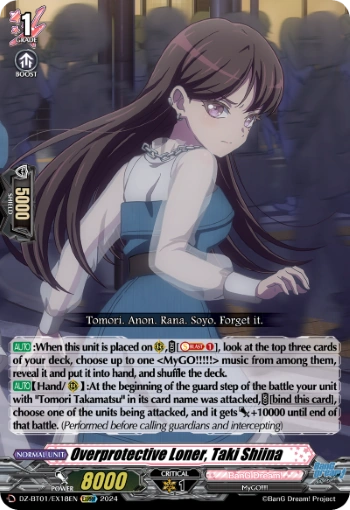 1
GRADE
BOOST
5000
SHIELD
Tomori. Anon. Rana. Soyo. Forget it.
AUTO:When this unit is placed on (R), COST[Counter Blast 1], look at the top three cards
of your deck, choose up to one <MyGO!!!!!> music from among them,
reveal it and put it into hand, and shuffle the deck.
AUTO【Hand/(R)】:At the beginning of the guard step of the battle your unit
with "Tomori Takamatsu" in its card name was attacked, COST[bind this card],
choose one of the units being attacked, and it gets +10000 until end of
that battle. (Performed before calling guardians and intercepting)
NORMAL UNIT
Overprotective Loner, Taki Shiina
BanG Dream!
POWER 8000
CRITICAL
1
MyGO!!!!!
D DZ-BT01/EX18EN 2024
©BanG Dream! Project